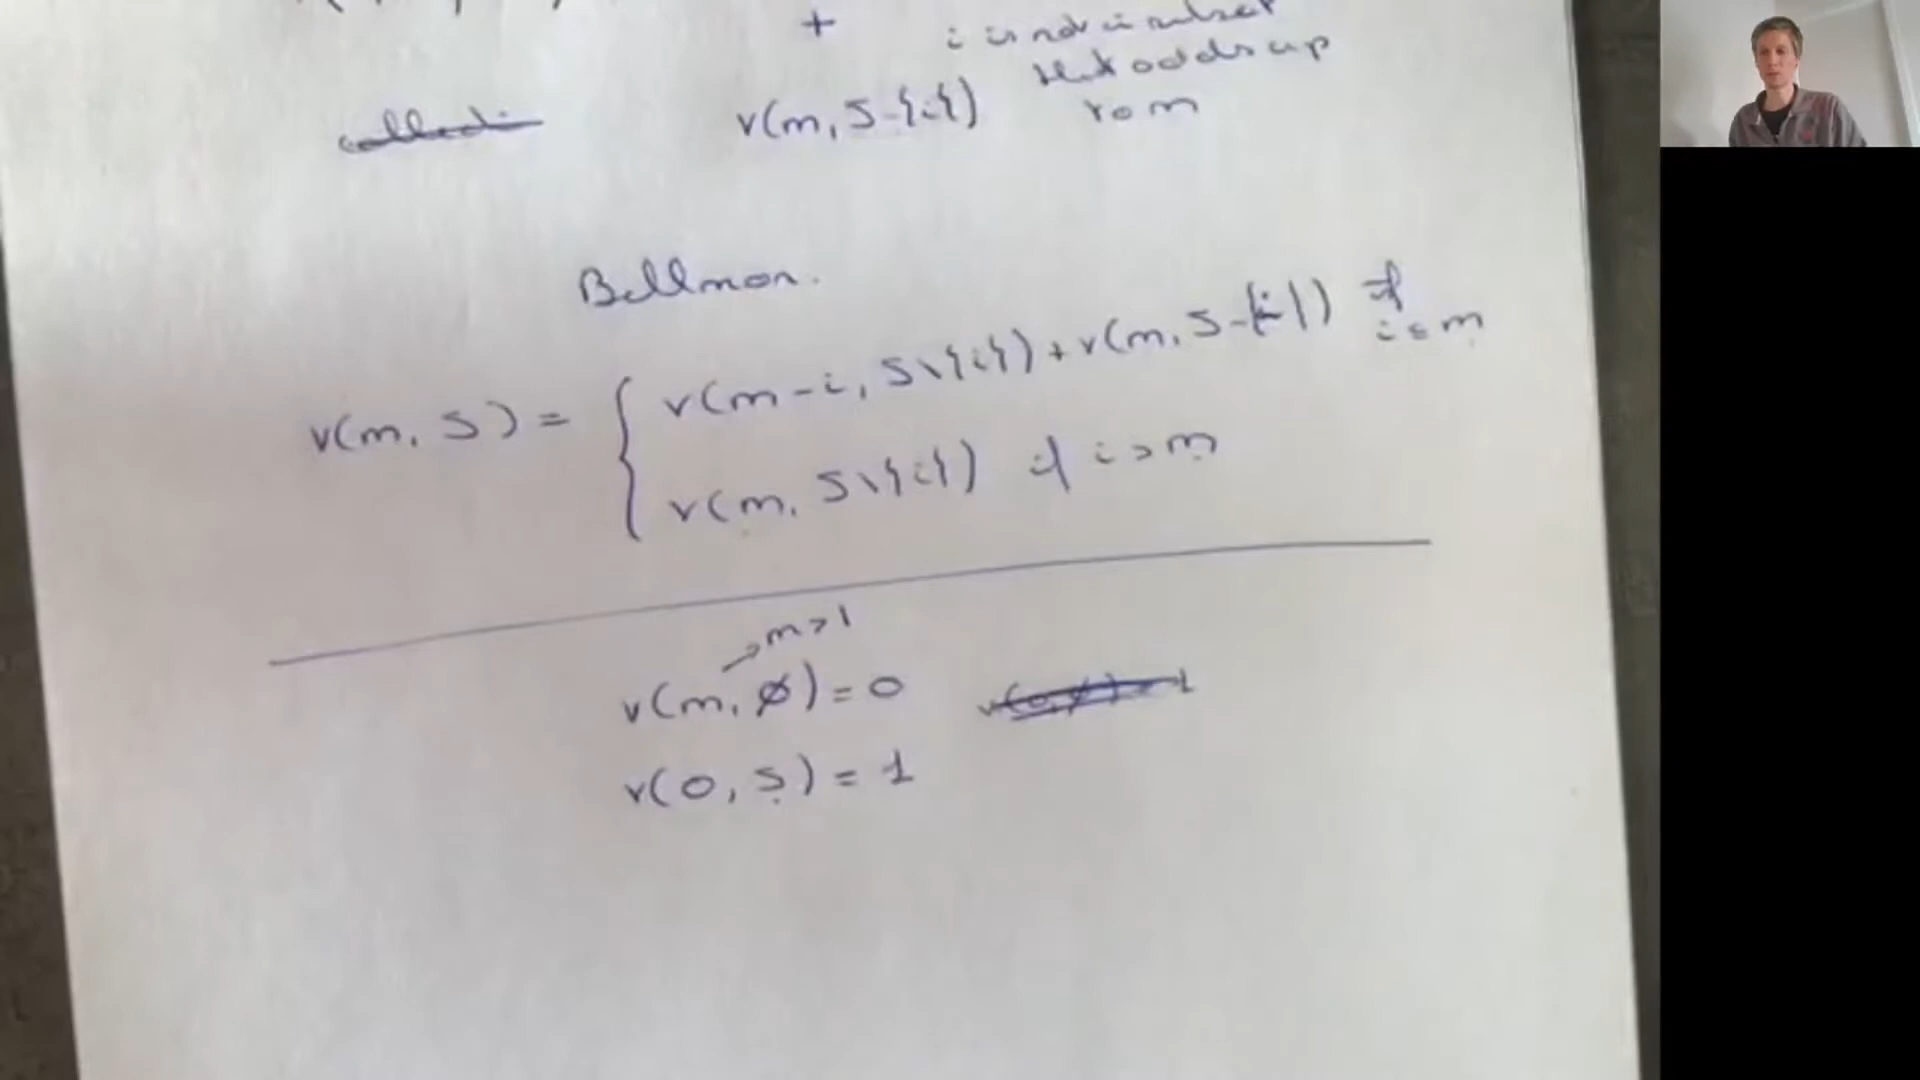 + i is not in subset
that adds up
v(m, S-{i}) to m
Bellman.
v(m, S) = { v(m-i, S\{i}) + v(m, S-{i}) if
i ≤ m
v(m, S\{i}) if i > m
m > 1
v(m, ø) = 0
v(0, S) = 1